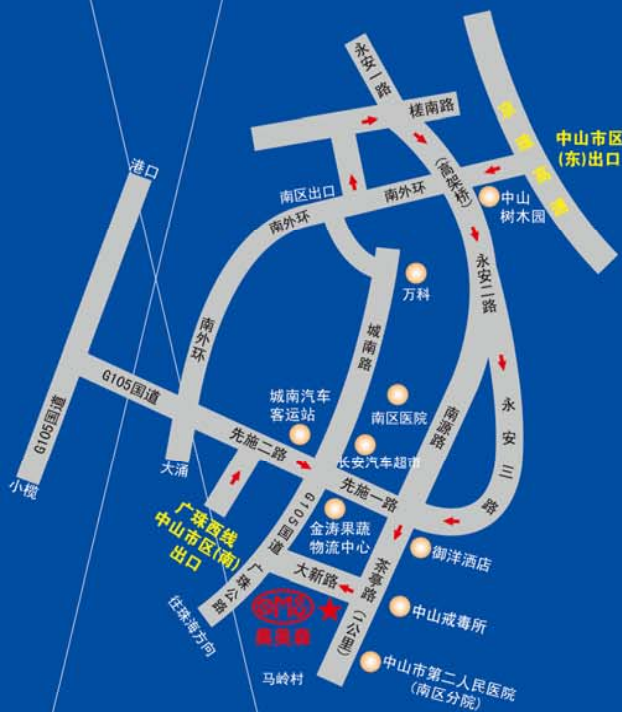 永安一路
槎南路
京珠高速
中山市区
(东)出口
(高架桥)
港口
南区出口
南外环
南外环
中山
树木园
万科
永安二路
南外环
城南路
G105国道
G105国道
城南汽车
客运站
南区医院
南源路
永安三路
先施二路
长安汽车超市
小榄
大涌
先施一路
广珠西线
中山市区(南)
出口
G105国道
金涛果蔬
物流中心
御洋酒店
大新路
茶亭路(1公里)
广珠公路
往珠海方向
中山戒毒所
马岭村
中山市第二人民医院
(南区分院)